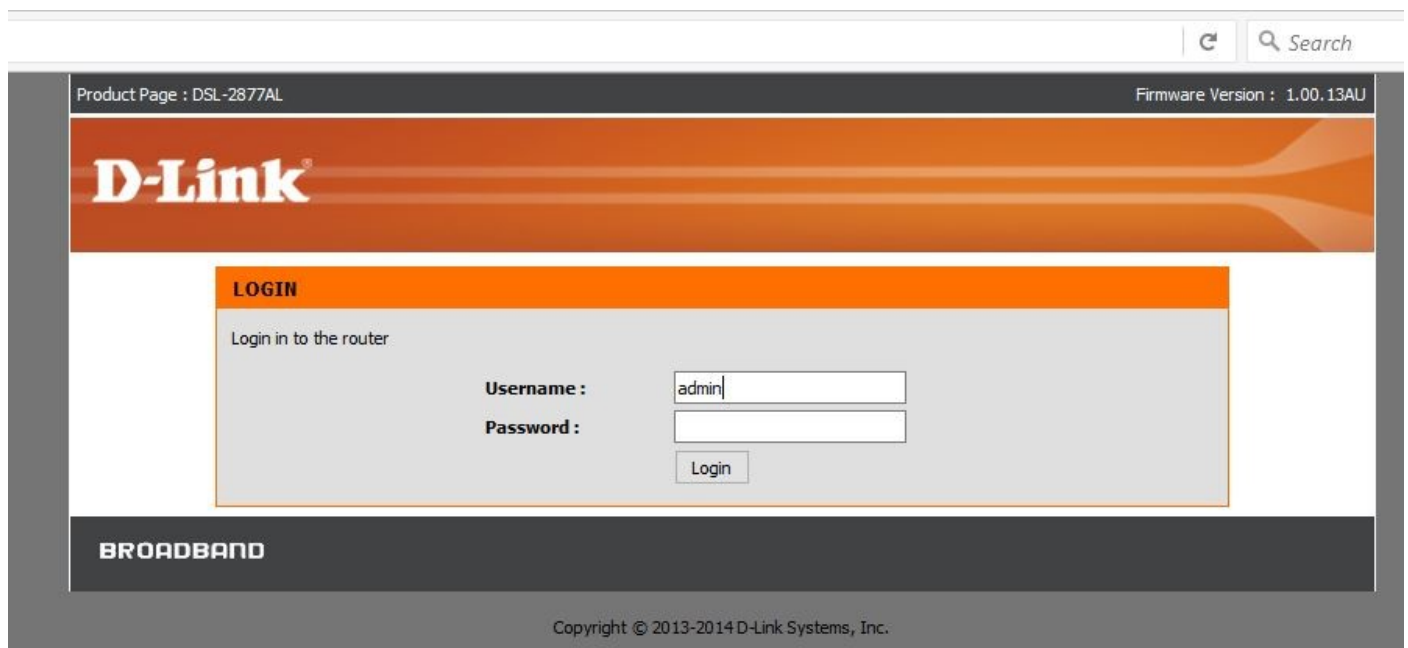 Search
Product Page : DSL-2877AL Firmware Version : 1.00.13AU
D-Link®
LOGIN
Login in to the router
Username : admin
Password :
Login
BROADBAND
Copyright © 2013-2014 D-Link Systems, Inc.